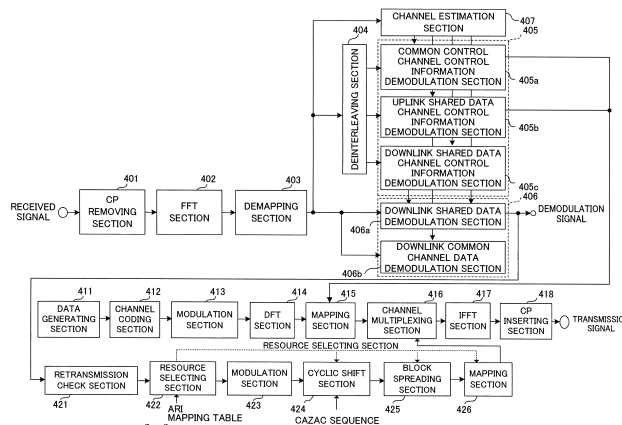 CHANNEL ESTIMATION
SECTION
407
405
404
DEINTERLEAVING SECTION
COMMON CONTROL
CHANNEL CONTROL
INFORMATION
DEMODULATION SECTION
405a
UPLINK SHARED DATA
CHANNEL CONTROL
INFORMATION
DEMODULATION SECTION
405b
DOWNLINK SHARED DATA
CHANNEL CONTROL
INFORMATION
DEMODULATION SECTION
405c
406
401
402
403
RECEIVED
SIGNAL
CP
REMOVING
SECTION
FFT
SECTION
DEMAPPING
SECTION
406a
DOWNLINK SHARED DATA
DEMODULATION SECTION
DEMODULATION
SIGNAL
DOWNLINK COMMON
CHANNEL DATA
DEMODULATION SECTION
406b
411
412
413
414
415
416
417
418
DATA
GENERATING
SECTION
CHANNEL
CODING
SECTION
MODULATION
SECTION
DFT
SECTION
MAPPING
SECTION
CHANNEL
MULTIPLEXING
SECTION
IFFT
SECTION
CP
INSERTING
SECTION
TRANSMISSION
SIGNAL
RESOURCE SELECTING SECTION
RETRANSMISSION
CHECK SECTION
RESOURCE
SELECTING
SECTION
MODULATION
SECTION
CYCLIC SHIFT
SECTION
BLOCK
SPREADING
SECTION
MAPPING
SECTION
421
422
423
424
425
426
ARI
MAPPING TABLE
CAZAC SEQUENCE